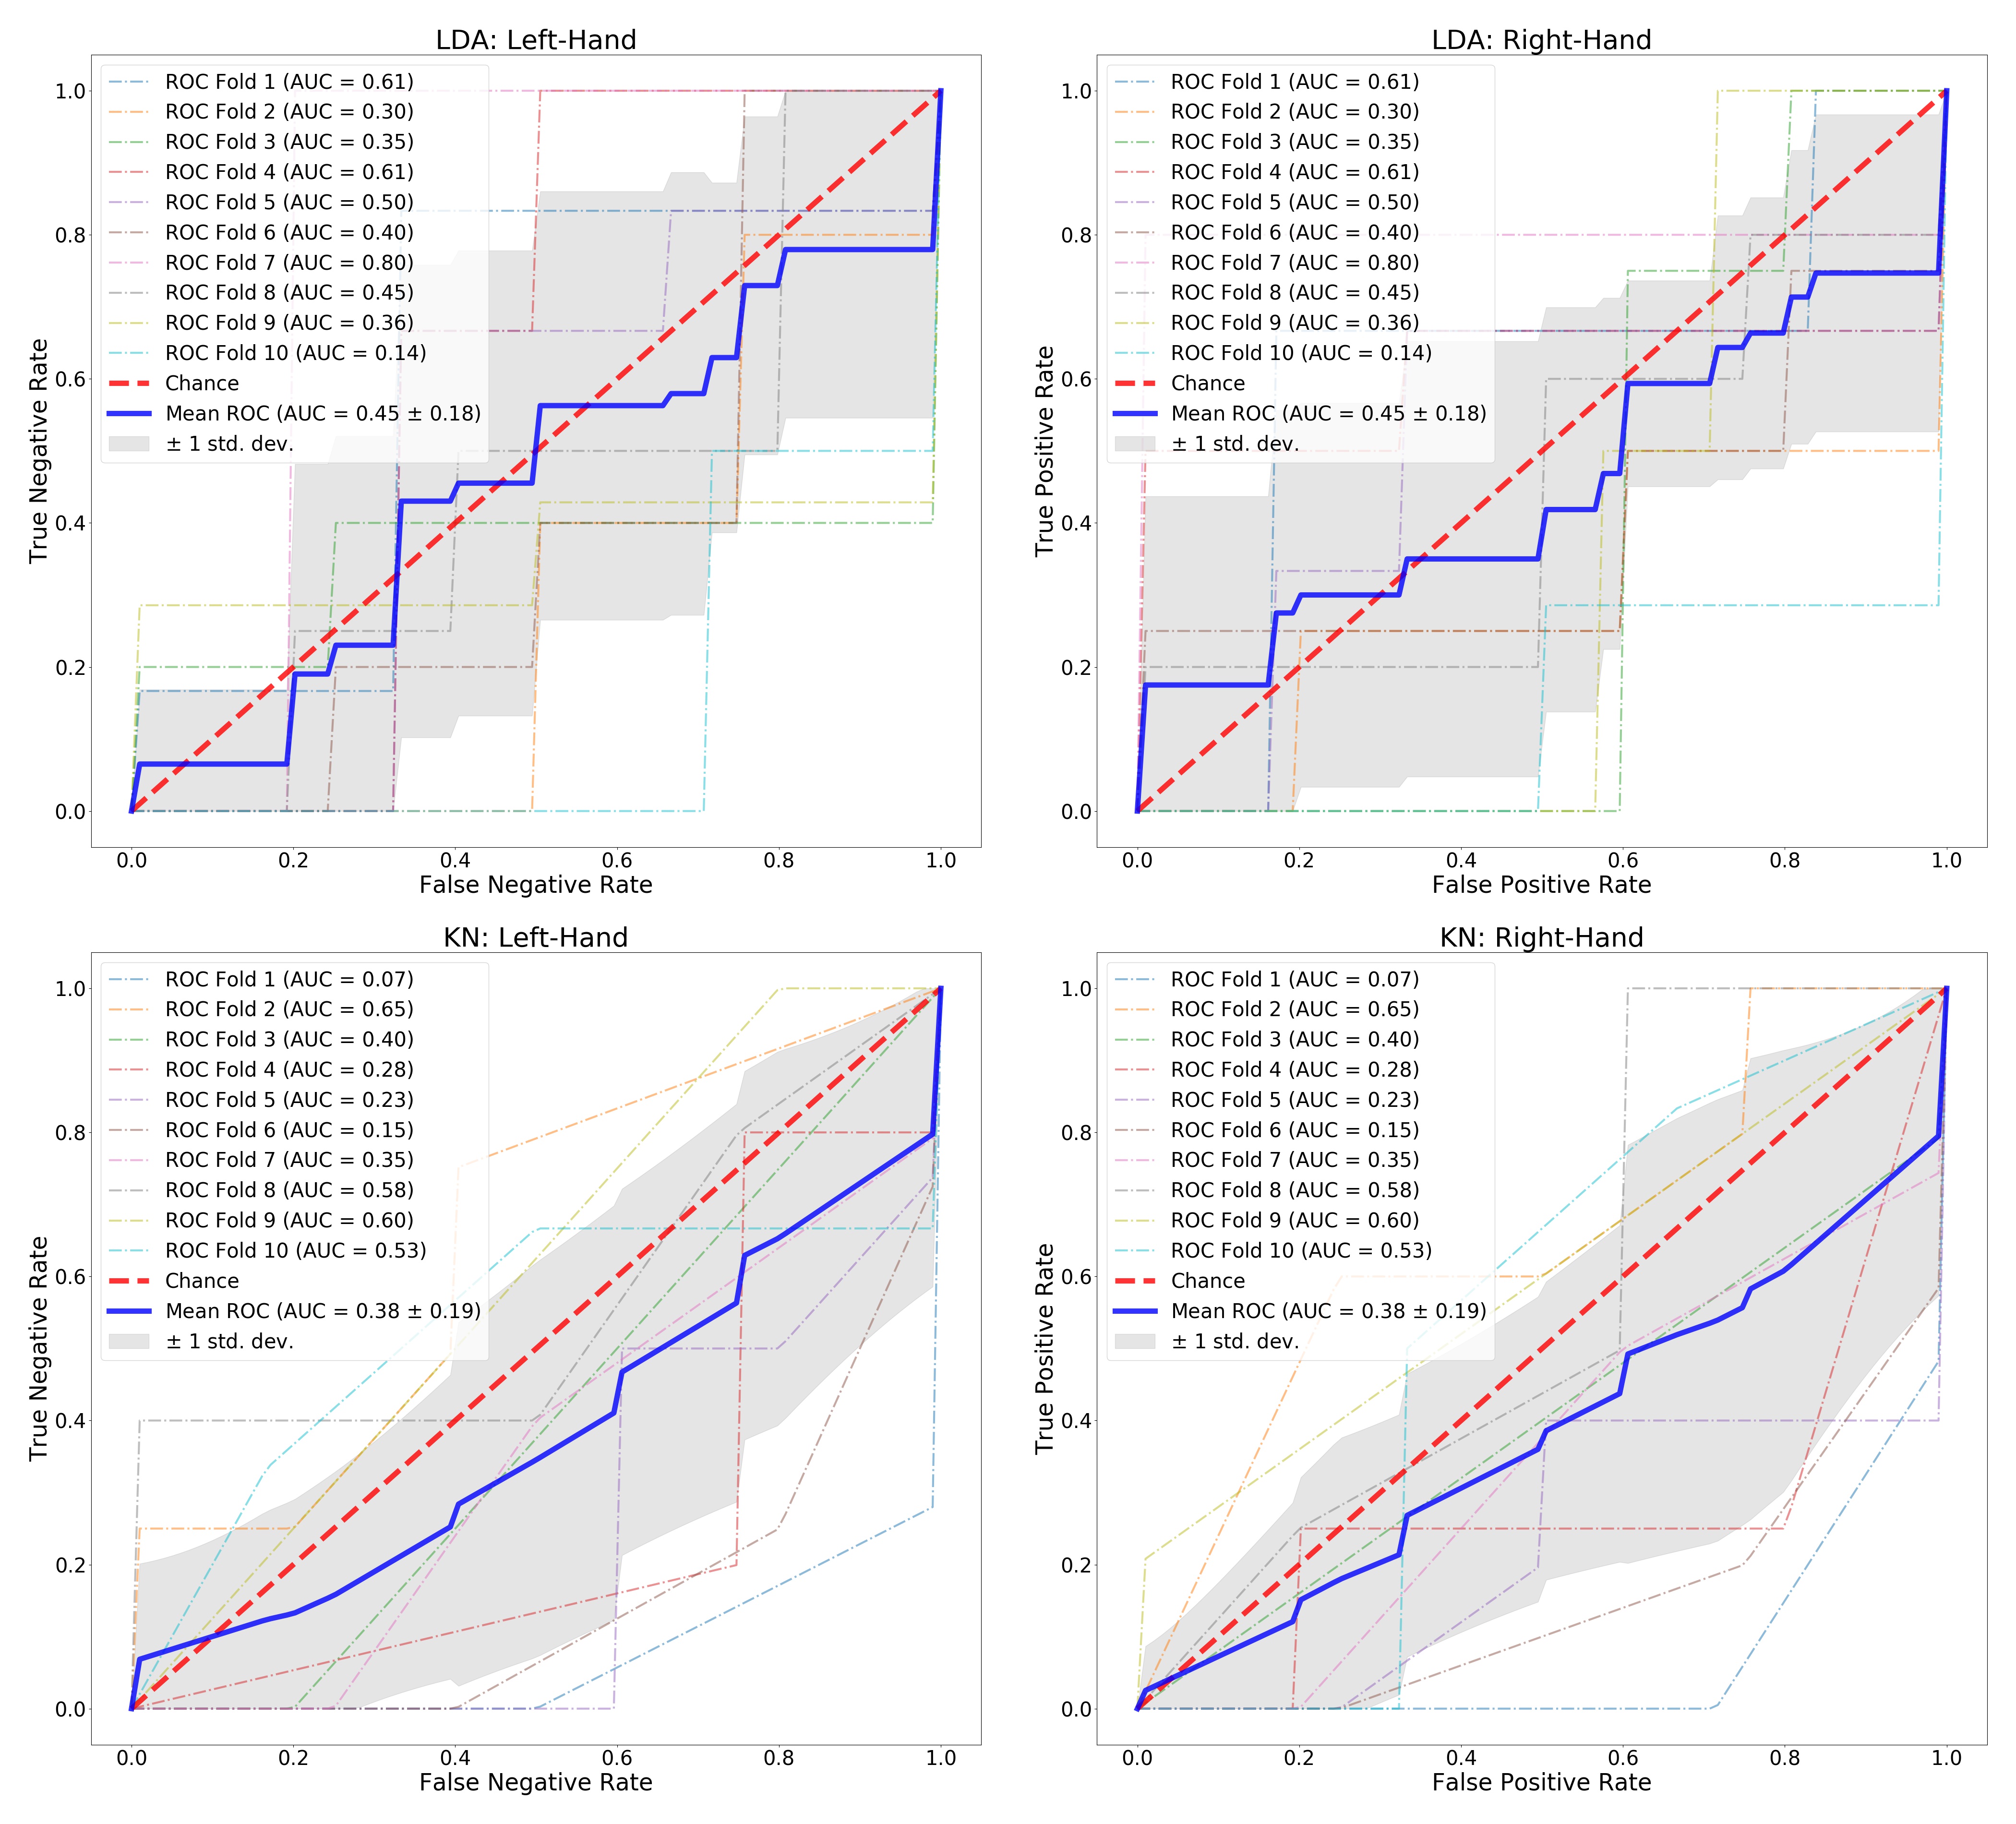 LDA: Left-Hand
ROC Fold 1 (AUC = 0.61)
ROC Fold 2 (AUC = 0.30)
ROC Fold 3 (AUC = 0.35)
ROC Fold 4 (AUC = 0.61)
ROC Fold 5 (AUC = 0.50)
ROC Fold 6 (AUC = 0.40)
ROC Fold 7 (AUC = 0.80)
ROC Fold 8 (AUC = 0.45)
ROC Fold 9 (AUC = 0.36)
ROC Fold 10 (AUC = 0.14)
Chance
Mean ROC (AUC = 0.45 ± 0.18)
± 1 std. dev.
True Negative Rate
1.0
0.8
0.6
0.4
0.2
0.0
0.0 0.2 0.4 0.6 0.8 1.0
False Negative Rate
LDA: Right-Hand
ROC Fold 1 (AUC = 0.61)
ROC Fold 2 (AUC = 0.30)
ROC Fold 3 (AUC = 0.35)
ROC Fold 4 (AUC = 0.61)
ROC Fold 5 (AUC = 0.50)
ROC Fold 6 (AUC = 0.40)
ROC Fold 7 (AUC = 0.80)
ROC Fold 8 (AUC = 0.45)
ROC Fold 9 (AUC = 0.36)
ROC Fold 10 (AUC = 0.14)
Chance
Mean ROC (AUC = 0.45 ± 0.18)
± 1 std. dev.
True Positive Rate
1.0
0.8
0.6
0.4
0.2
0.0
0.0 0.2 0.4 0.6 0.8 1.0
False Positive Rate
KN: Left-Hand
ROC Fold 1 (AUC = 0.07)
ROC Fold 2 (AUC = 0.65)
ROC Fold 3 (AUC = 0.40)
ROC Fold 4 (AUC = 0.28)
ROC Fold 5 (AUC = 0.23)
ROC Fold 6 (AUC = 0.15)
ROC Fold 7 (AUC = 0.35)
ROC Fold 8 (AUC = 0.58)
ROC Fold 9 (AUC = 0.60)
ROC Fold 10 (AUC = 0.53)
Chance
Mean ROC (AUC = 0.38 ± 0.19)
± 1 std. dev.
True Negative Rate
1.0
0.8
0.6
0.4
0.2
0.0
0.0 0.2 0.4 0.6 0.8 1.0
False Negative Rate
KN: Right-Hand
ROC Fold 1 (AUC = 0.07)
ROC Fold 2 (AUC = 0.65)
ROC Fold 3 (AUC = 0.40)
ROC Fold 4 (AUC = 0.28)
ROC Fold 5 (AUC = 0.23)
ROC Fold 6 (AUC = 0.15)
ROC Fold 7 (AUC = 0.35)
ROC Fold 8 (AUC = 0.58)
ROC Fold 9 (AUC = 0.60)
ROC Fold 10 (AUC = 0.53)
Chance
Mean ROC (AUC = 0.38 ± 0.19)
± 1 std. dev.
True Positive Rate
1.0
0.8
0.6
0.4
0.2
0.0
0.0 0.2 0.4 0.6 0.8 1.0
False Positive Rate